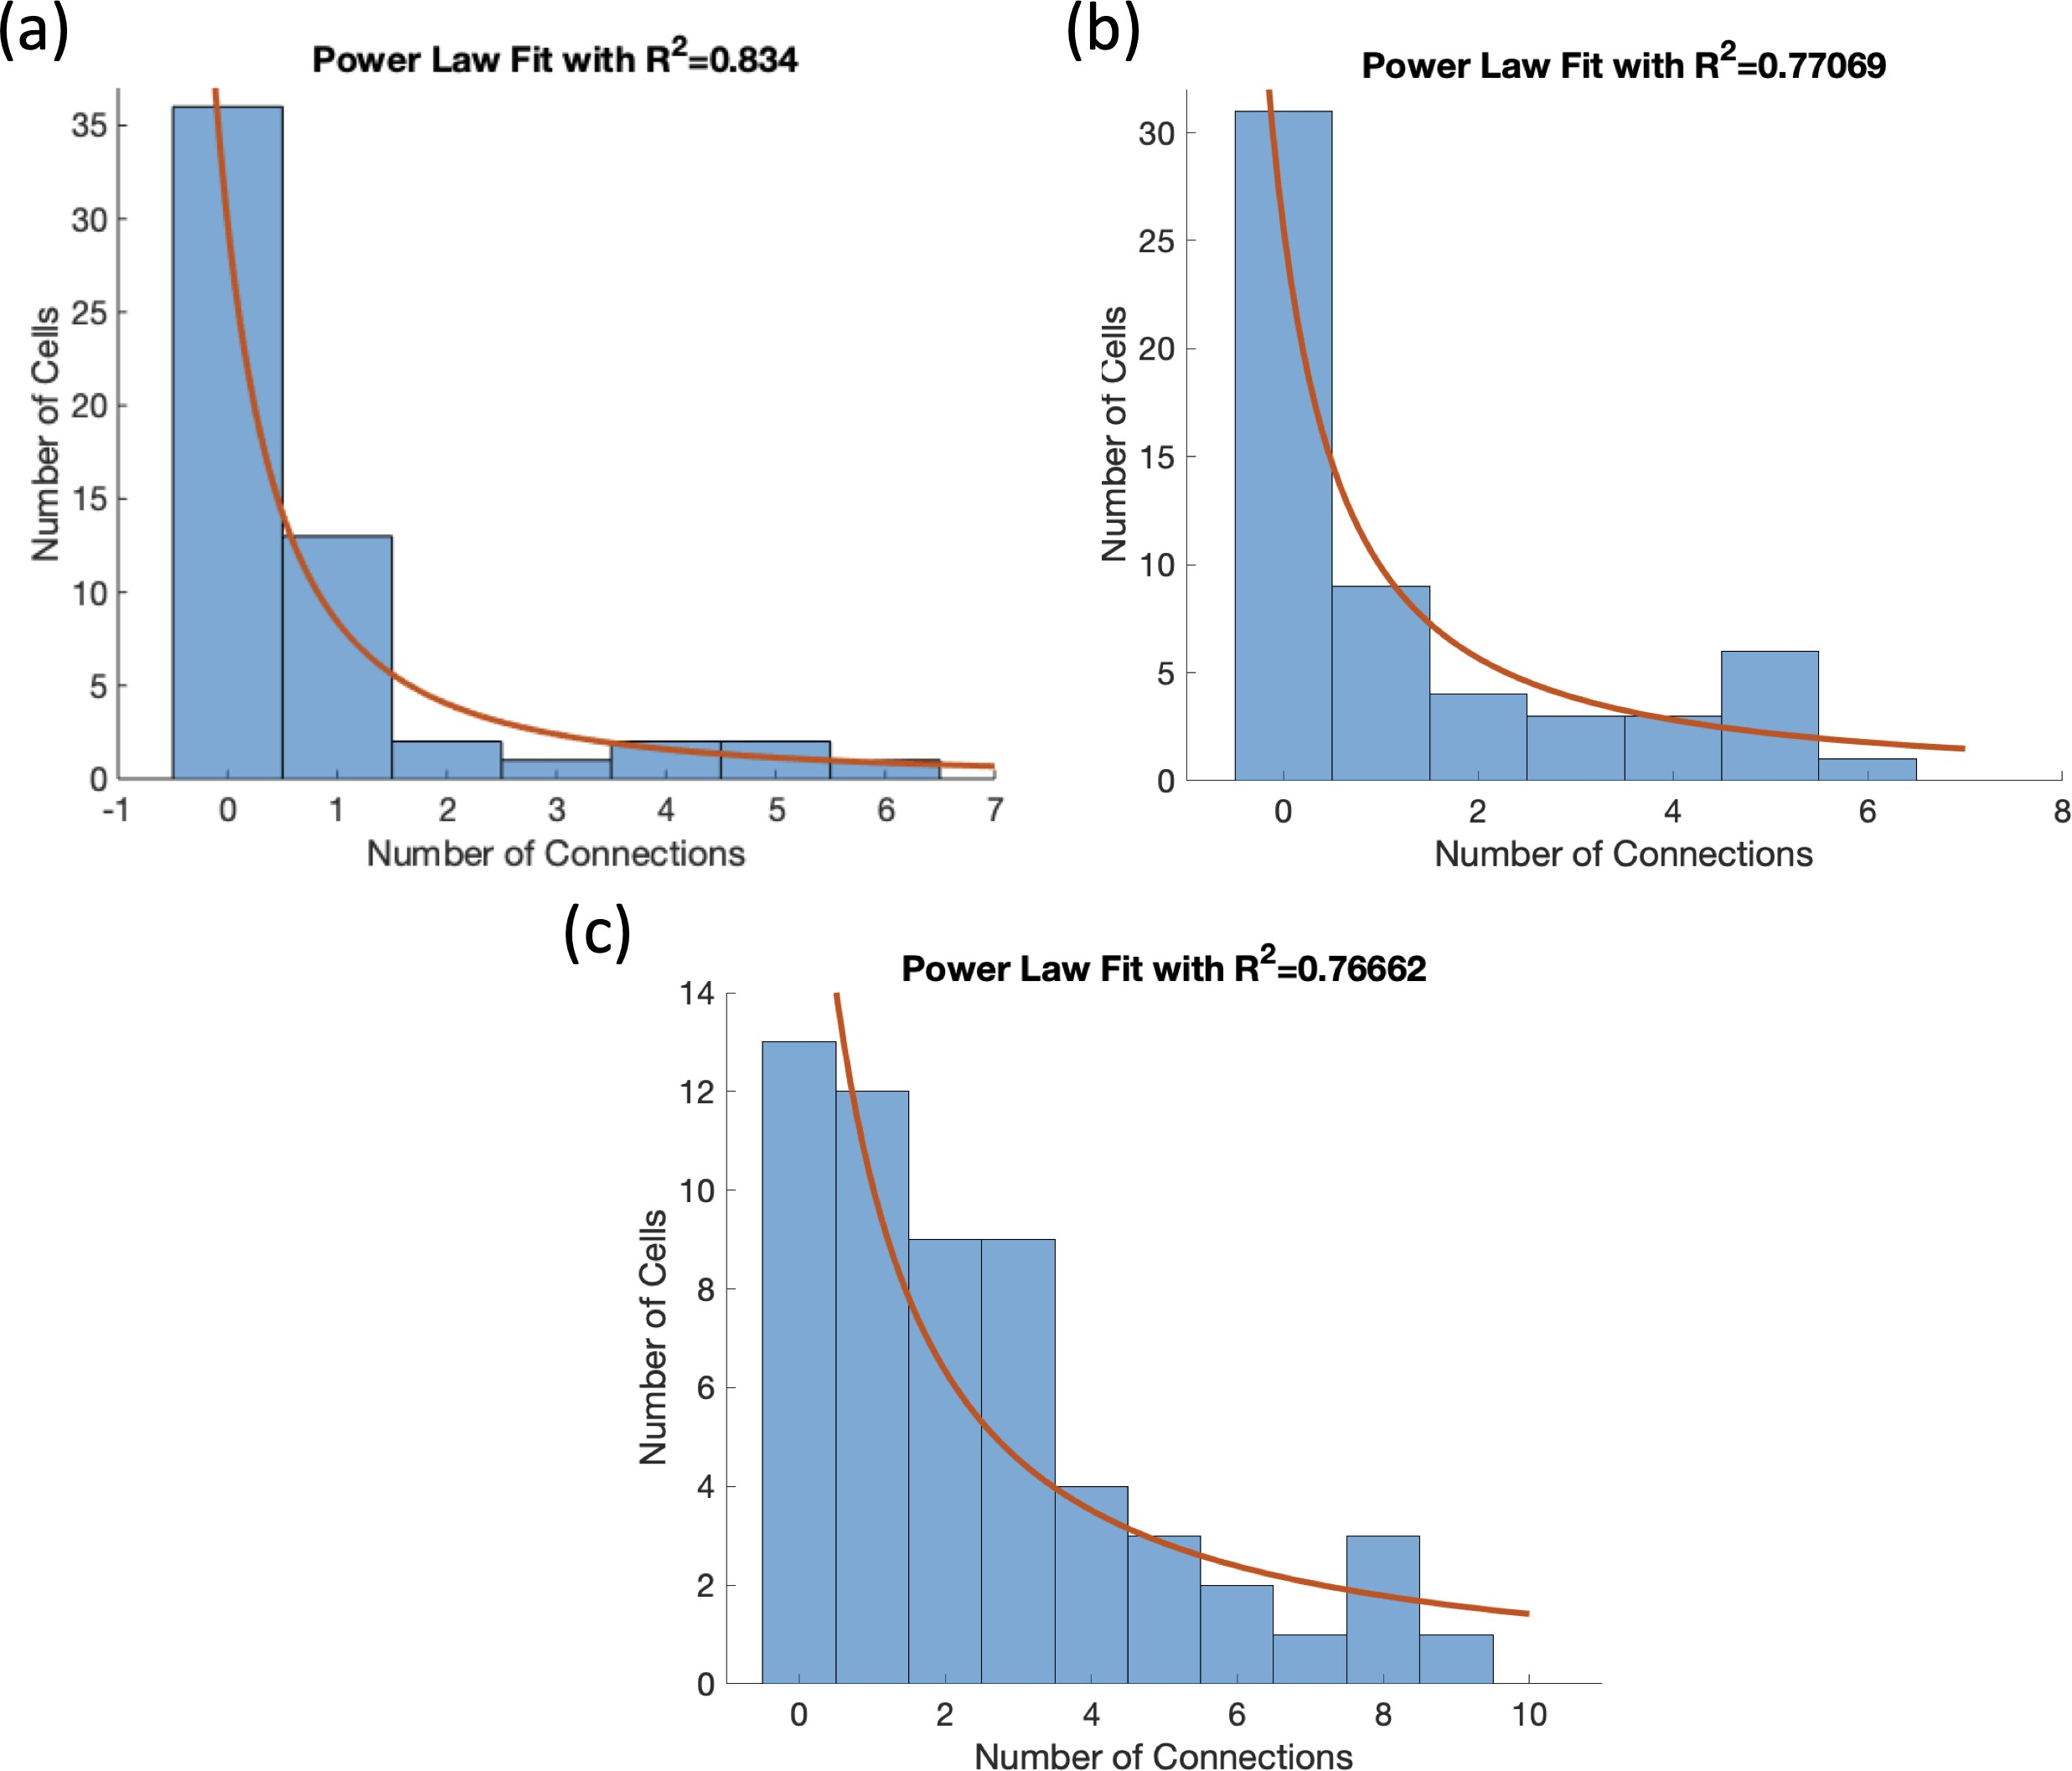 (a)
Power Law Fit with R²=0.834
35
30
25
20
15
10
5
0
Number of Cells
-1 0 1 2 3 4 5 6 7
Number of Connections
(b)
Power Law Fit with R²=0.77069
30
25
20
15
10
5
0
Number of Cells
0 2 4 6 8
Number of Connections
(c)
Power Law Fit with R²=0.76662
14
12
10
8
6
4
2
0
Number of Cells
0 2 4 6 8 10
Number of Connections